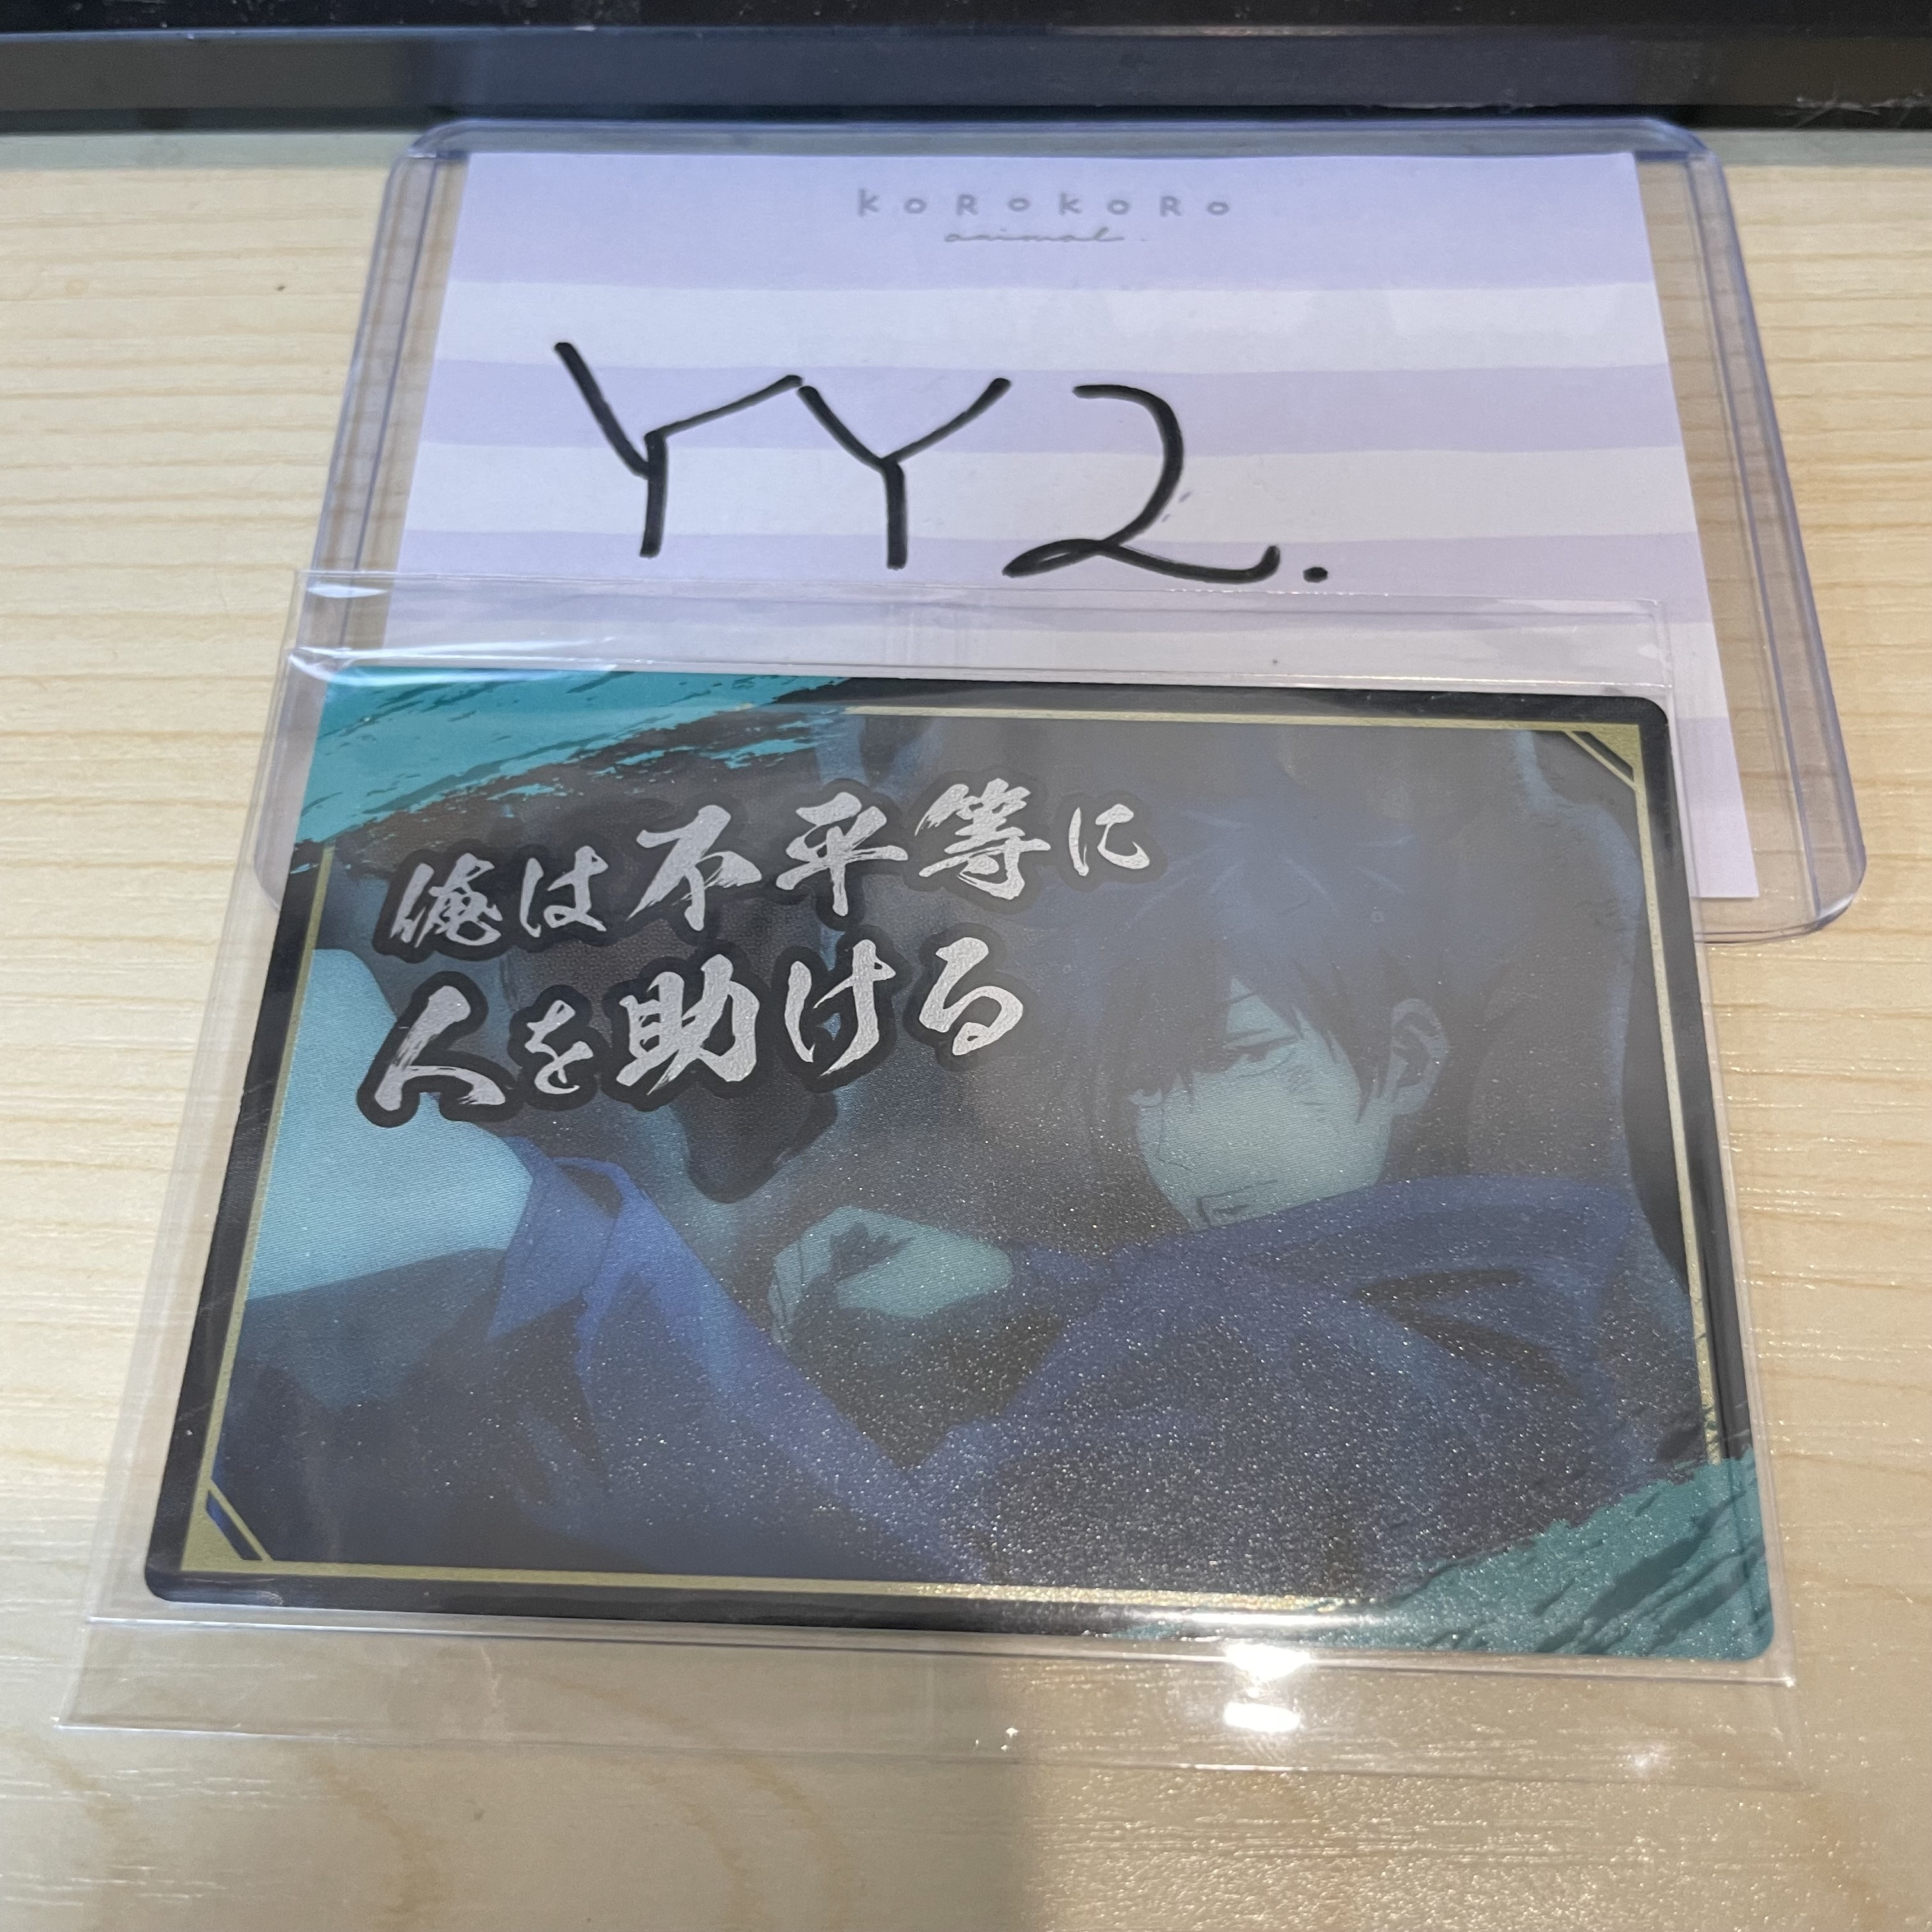 koRokoRo
animal.
YY2.
俺は不平等に
人を助ける